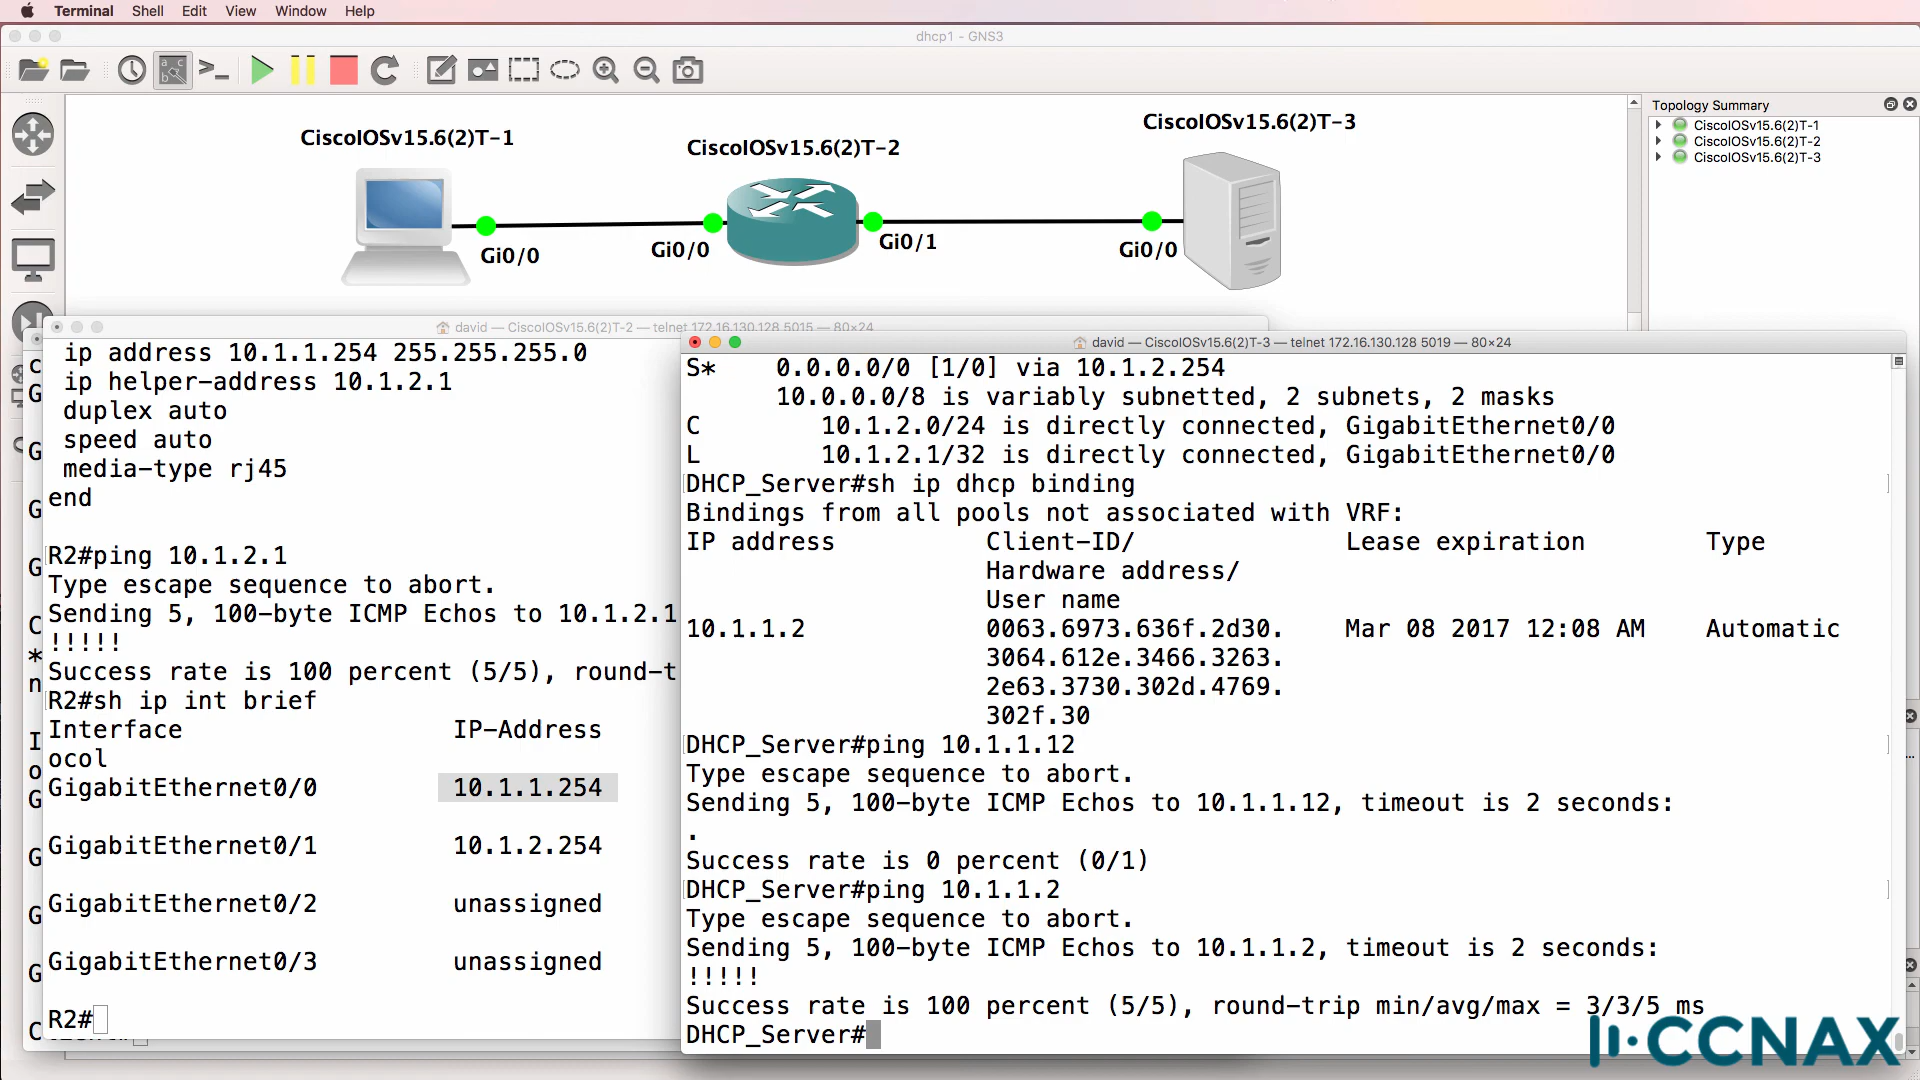 Terminal Shell Edit View Window Help
dhcp1 - GNS3
Topology Summary
CiscoIOSv15.6(2)T-1
CiscoIOSv15.6(2)T-2
CiscoIOSv15.6(2)T-3
CiscoIOSv15.6(2)T-1
CiscoIOSv15.6(2)T-2
CiscoIOSv15.6(2)T-3
Gi0/0
Gi0/0
Gi0/1
Gi0/0
david — CiscoIOSv15.6(2)T-2 — telnet 172.16.130.128 5015 — 80×24
ip address 10.1.1.254 255.255.255.0
ip helper-address 10.1.2.1
duplex auto
speed auto
media-type rj45
end
R2#ping 10.1.2.1
Type escape sequence to abort.
Sending 5, 100-byte ICMP Echos to 10.1.2.1
!!!!!
Success rate is 100 percent (5/5), round-t
R2#sh ip int brief
Interface IP-Address
ocol
GigabitEthernet0/0 10.1.1.254
GigabitEthernet0/1 10.1.2.254
GigabitEthernet0/2 unassigned
GigabitEthernet0/3 unassigned
R2#
david — CiscoIOSv15.6(2)T-3 — telnet 172.16.130.128 5019 — 80×24
S* 0.0.0.0/0 [1/0] via 10.1.2.254
10.0.0.0/8 is variably subnetted, 2 subnets, 2 masks
C 10.1.2.0/24 is directly connected, GigabitEthernet0/0
L 10.1.2.1/32 is directly connected, GigabitEthernet0/0
DHCP_Server#sh ip dhcp binding
Bindings from all pools not associated with VRF:
IP address Client-ID/ Lease expiration Type
Hardware address/
User name
10.1.1.2 0063.6973.636f.2d30. Mar 08 2017 12:08 AM Automatic
3064.612e.3466.3263.
2e63.3730.302d.4769.
302f.30
DHCP_Server#ping 10.1.1.12
Type escape sequence to abort.
Sending 5, 100-byte ICMP Echos to 10.1.1.12, timeout is 2 seconds:
.
Success rate is 0 percent (0/1)
DHCP_Server#ping 10.1.1.2
Type escape sequence to abort.
Sending 5, 100-byte ICMP Echos to 10.1.1.2, timeout is 2 seconds:
!!!!!
Success rate is 100 percent (5/5), round-trip min/avg/max = 3/3/5 ms
DHCP_Server#
CCNAX